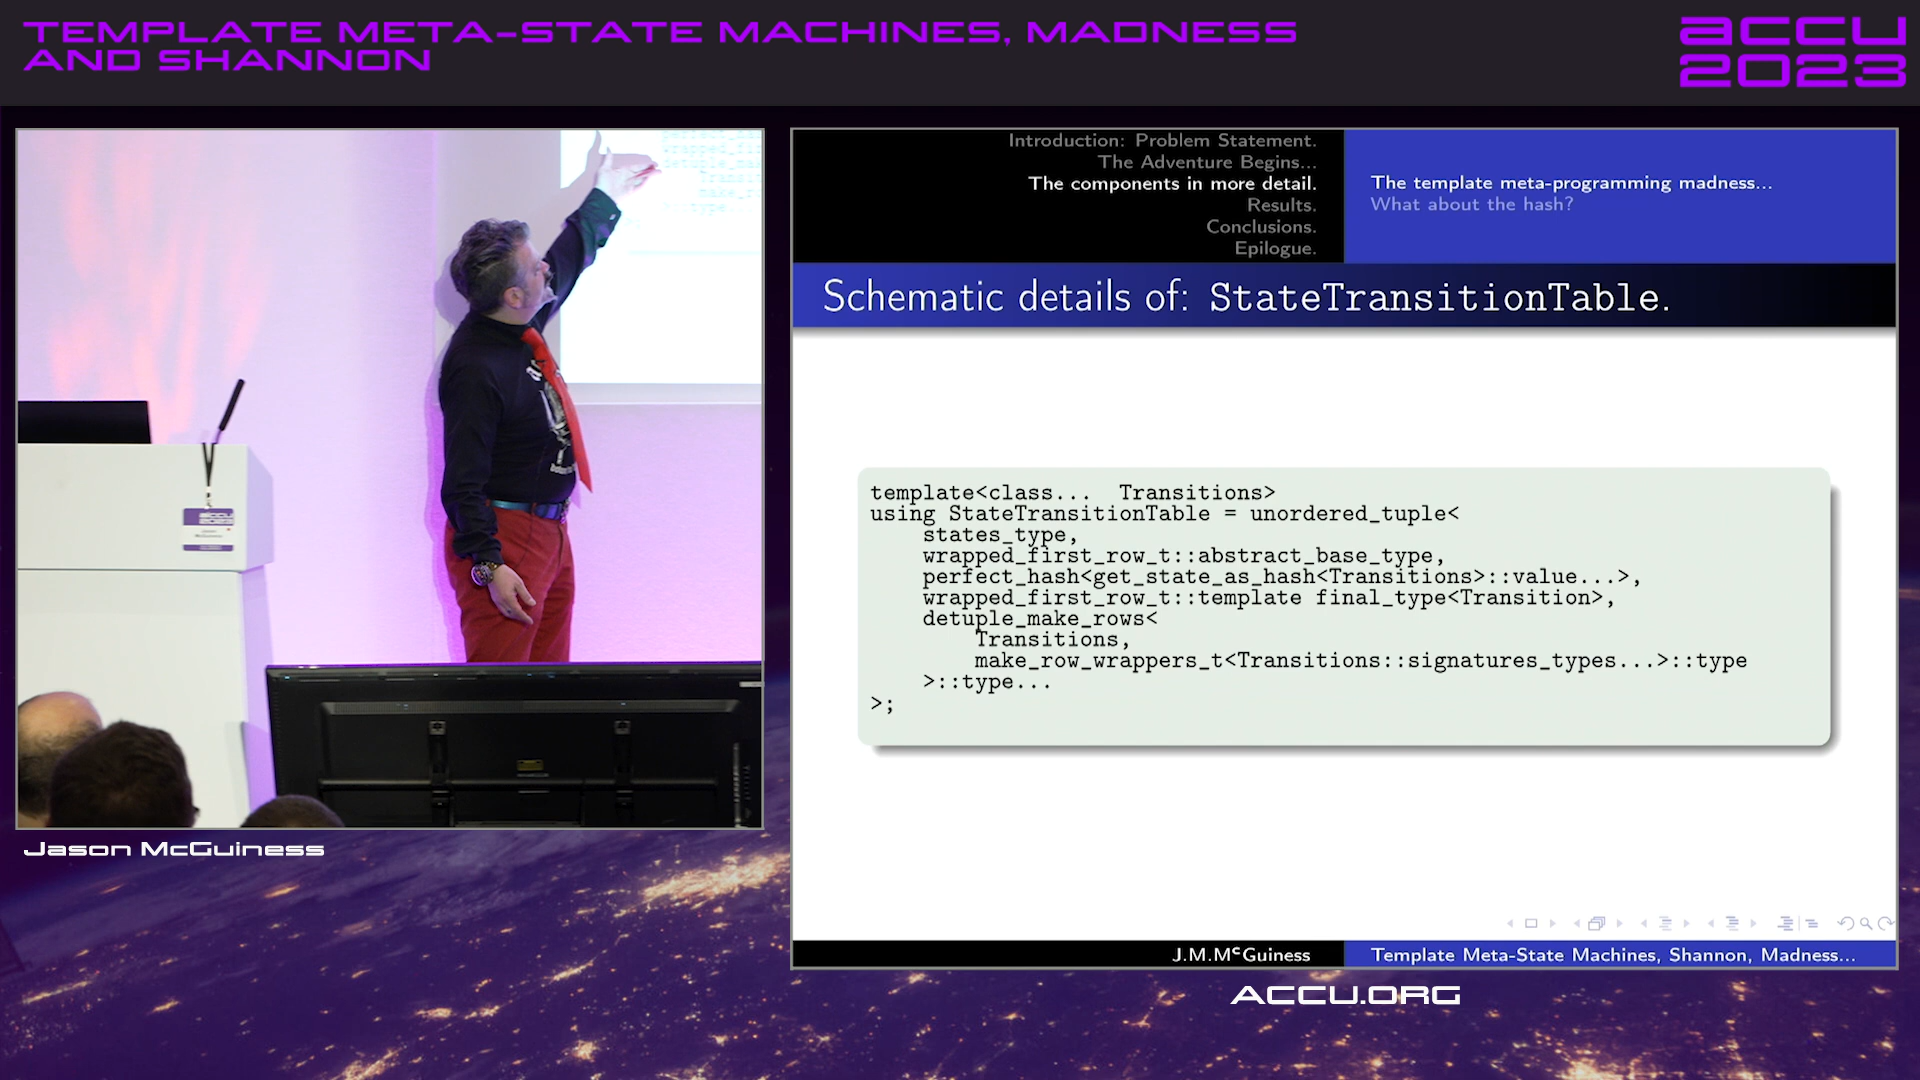 TEMPLATE META-STATE MACHINES, MADNESS
AND SHANNON
accu
2023
Introduction: Problem Statement.
The Adventure Begins...
The components in more detail.
Results.
Conclusions.
Epilogue.
The template meta-programming madness...
What about the hash?
Schematic details of: StateTransitionTable.
template<class...  Transitions>
using StateTransitionTable = unordered_tuple<
    states_type,
    wrapped_first_row_t::abstract_base_type,
    perfect_hash<get_state_as_hash<Transitions>::value...>,
    wrapped_first_row_t::template final_type<Transition>,
    detuple_make_rows<
        Transitions,
        make_row_wrappers_t<Transitions::signatures_types...>::type
    >::type...
>;
J.M.MᶜGuiness
Template Meta-State Machines, Shannon, Madness...
Jason McGuiness
ACCU.ORG